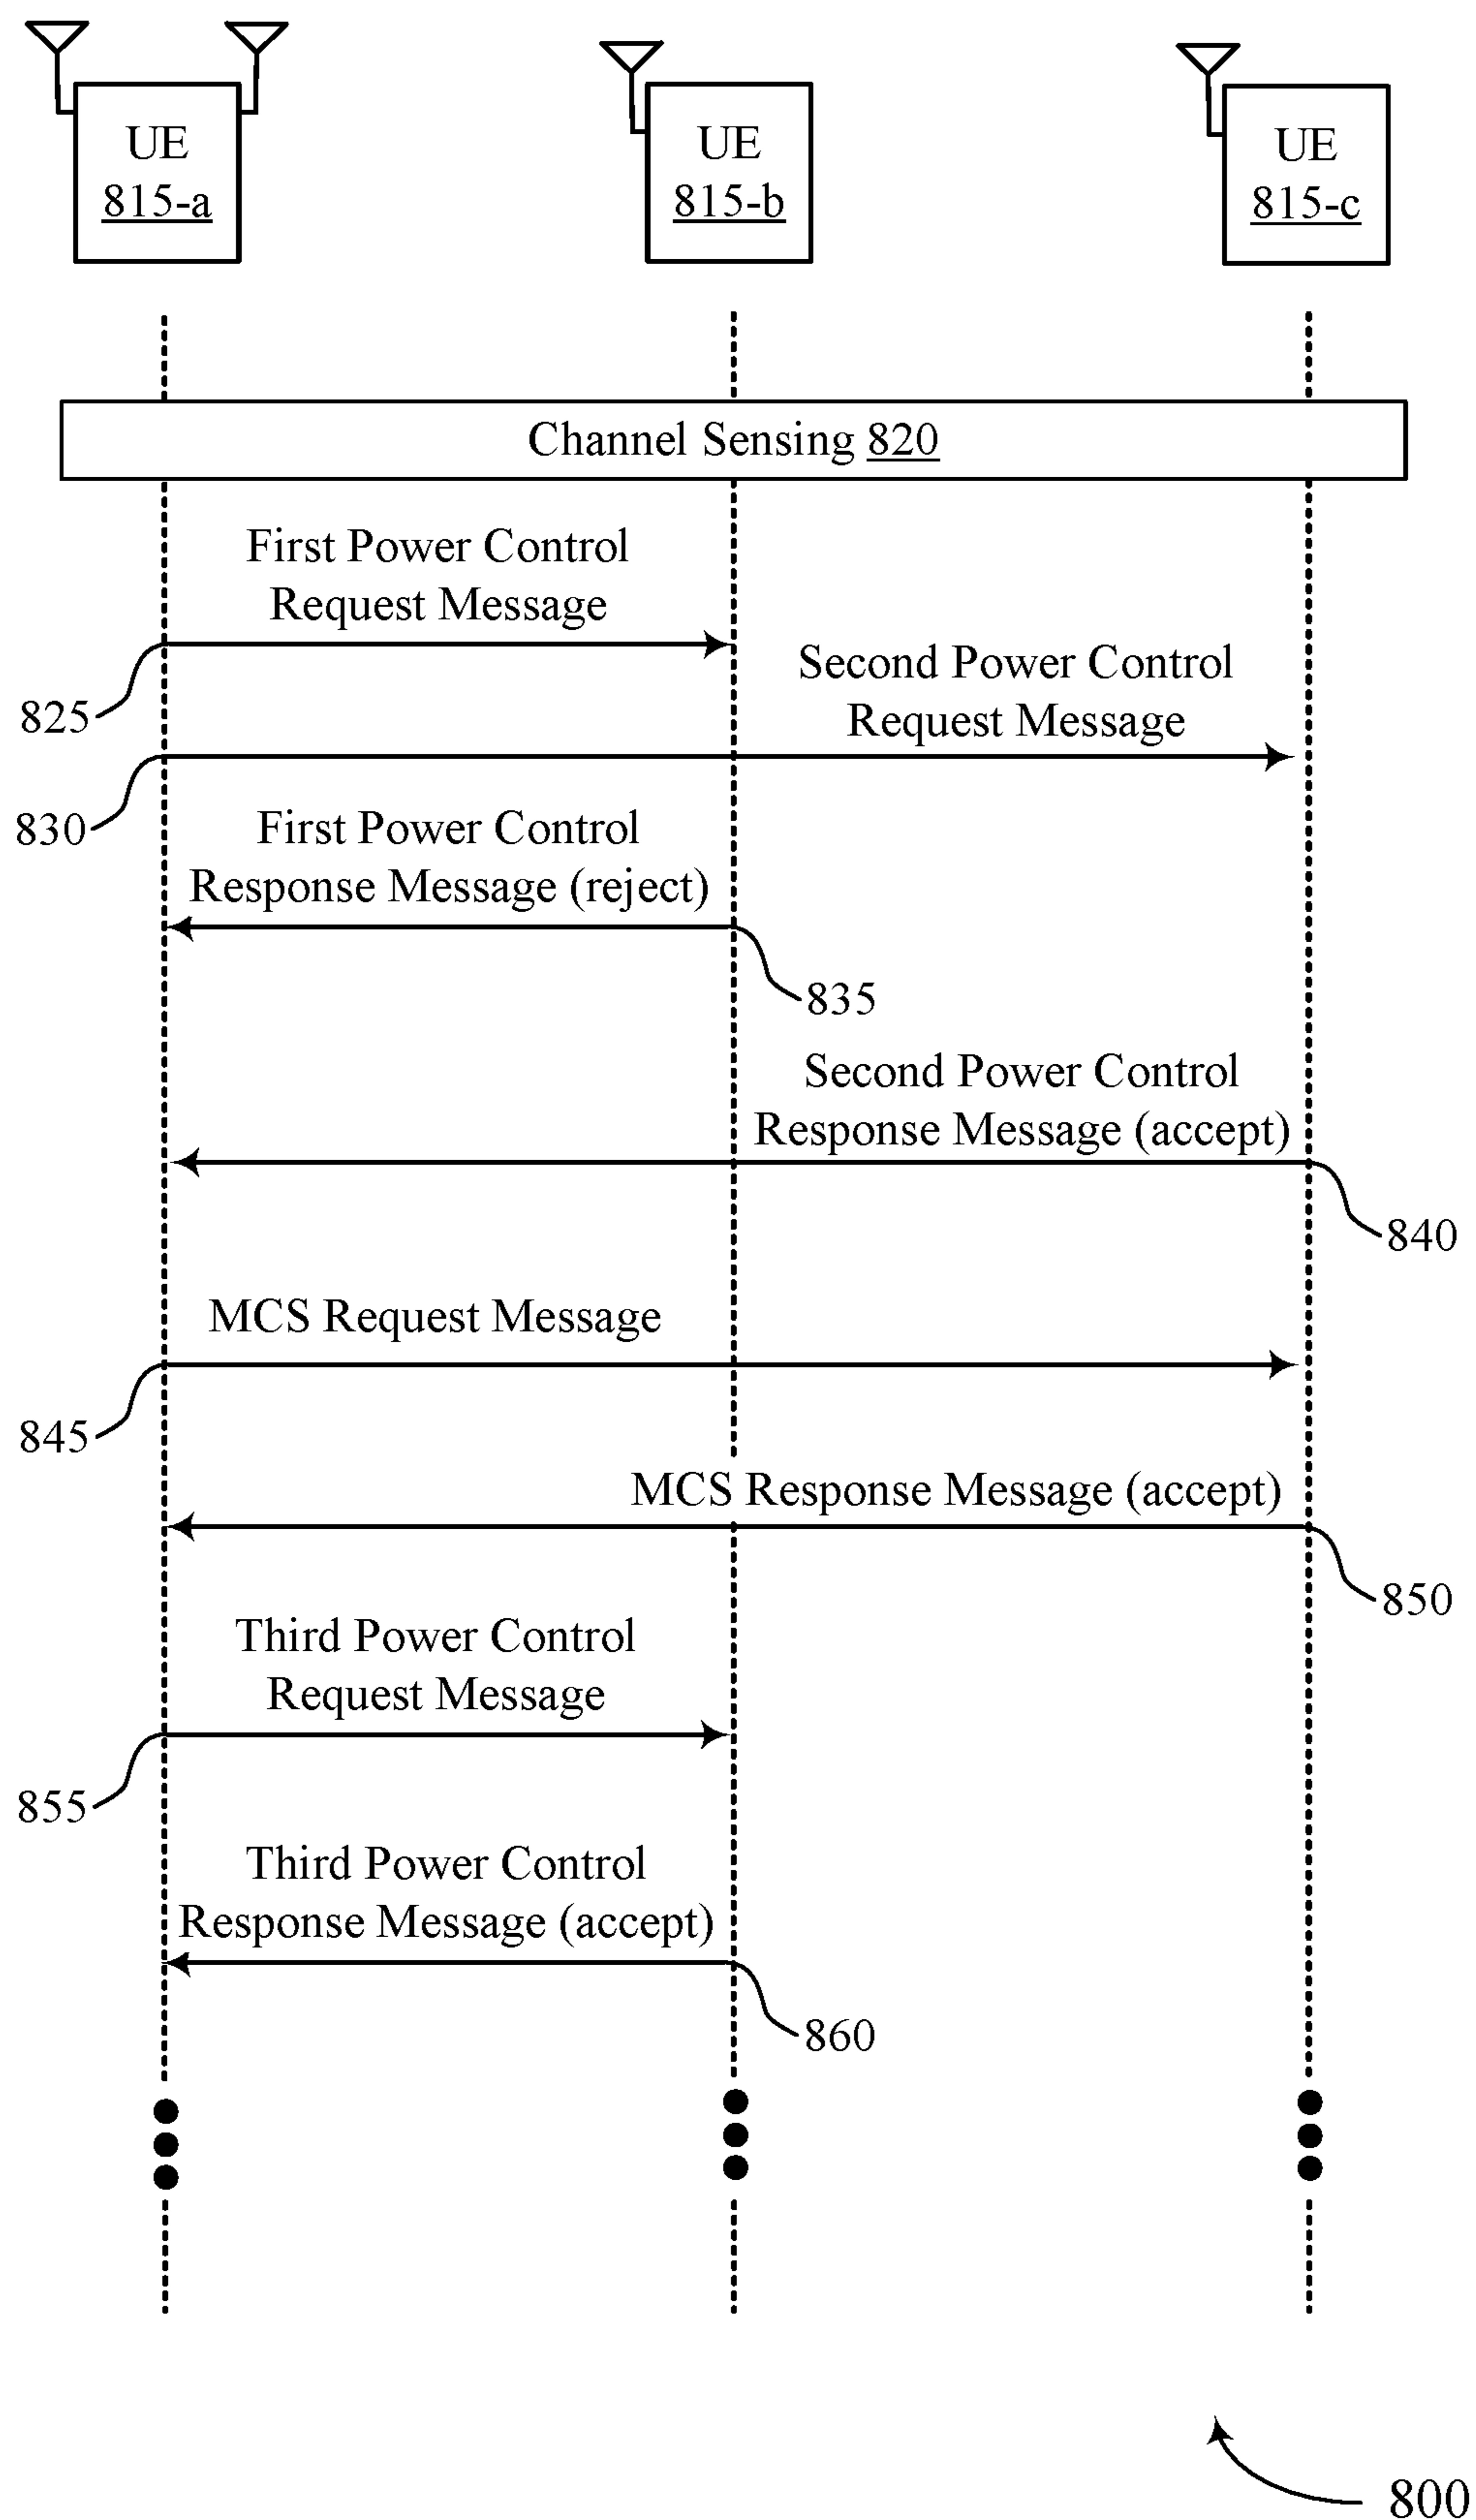 UE
815-a
UE
815-b
UE
815-c
Channel Sensing 820
First Power Control
Request Message
825
Second Power Control
Request Message
830
First Power Control
Response Message (reject)
835
Second Power Control
Response Message (accept)
840
MCS Request Message
845
MCS Response Message (accept)
850
Third Power Control
Request Message
855
Third Power Control
Response Message (accept)
860
800